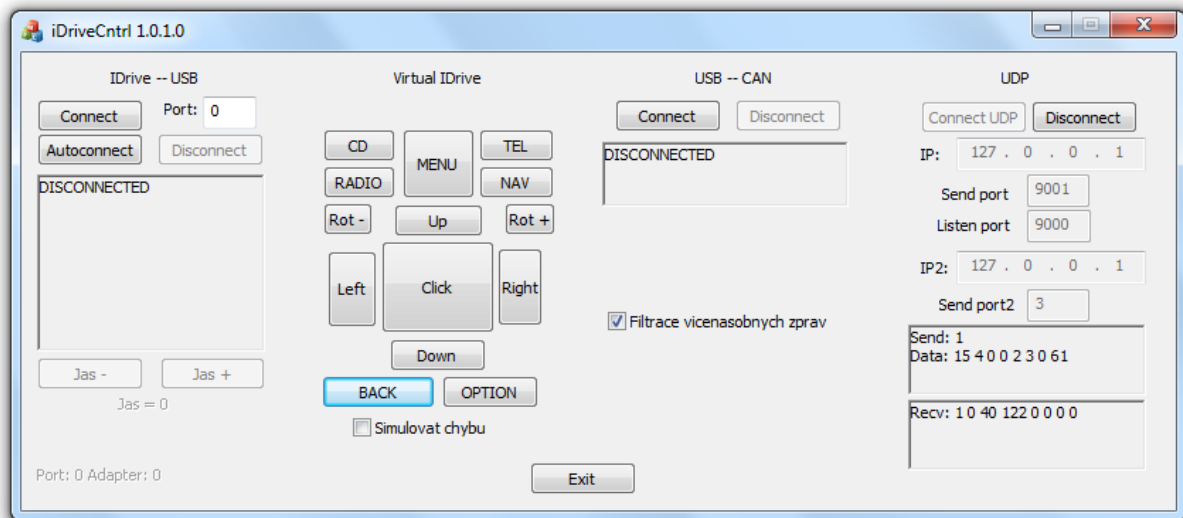 iDriveCntrl 1.0.1.0
IDrive -- USB
Connect
Port: 0
Autoconnect
Disconnect
DISCONNECTED
Jas -
Jas +
Jas = 0
Port: 0 Adapter: 0
Virtual IDrive
CD
MENU
TEL
RADIO
NAV
Rot -
Up
Rot +
Left
Click
Right
Down
BACK
OPTION
Simulovat chybu
Exit
USB -- CAN
Connect
Disconnect
DISCONNECTED
Filtrace vicenasobnych zprav
UDP
Connect UDP
Disconnect
IP: 127 . 0 . 0 . 1
Send port 9001
Listen port 9000
IP2: 127 . 0 . 0 . 1
Send port2 3
Send: 1
Data: 15 4 0 0 2 3 0 61
Recv: 1 0 40 122 0 0 0 0